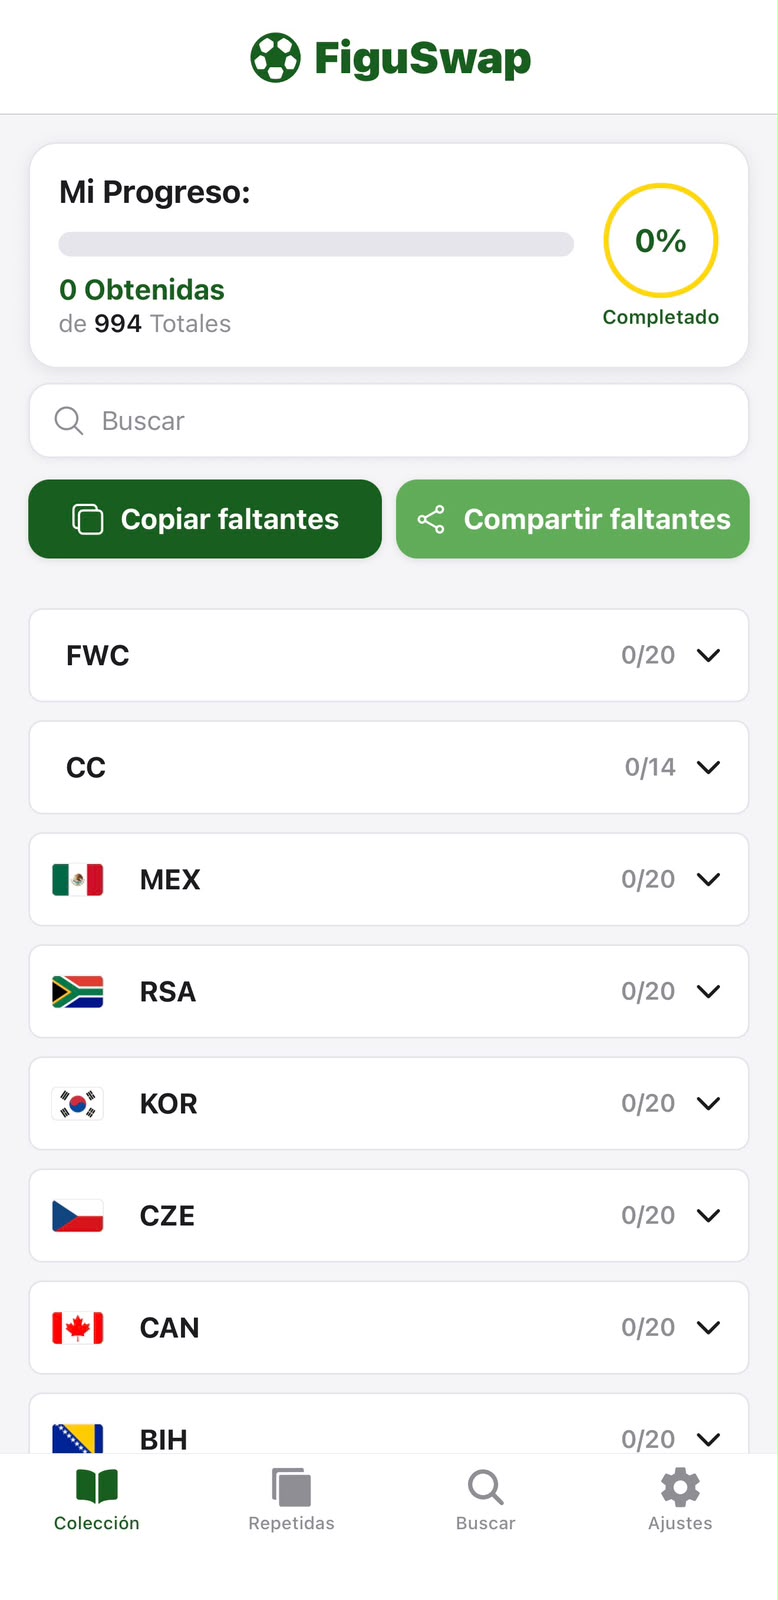 FiguSwap
Mi Progreso:
0%
0 Obtenidas
de 994 Totales
Completado
Buscar
Copiar faltantes
Compartir faltantes
FWC 0/20
CC 0/14
MEX 0/20
RSA 0/20
KOR 0/20
CZE 0/20
CAN 0/20
BIH 0/20
Colección
Repetidas
Buscar
Ajustes